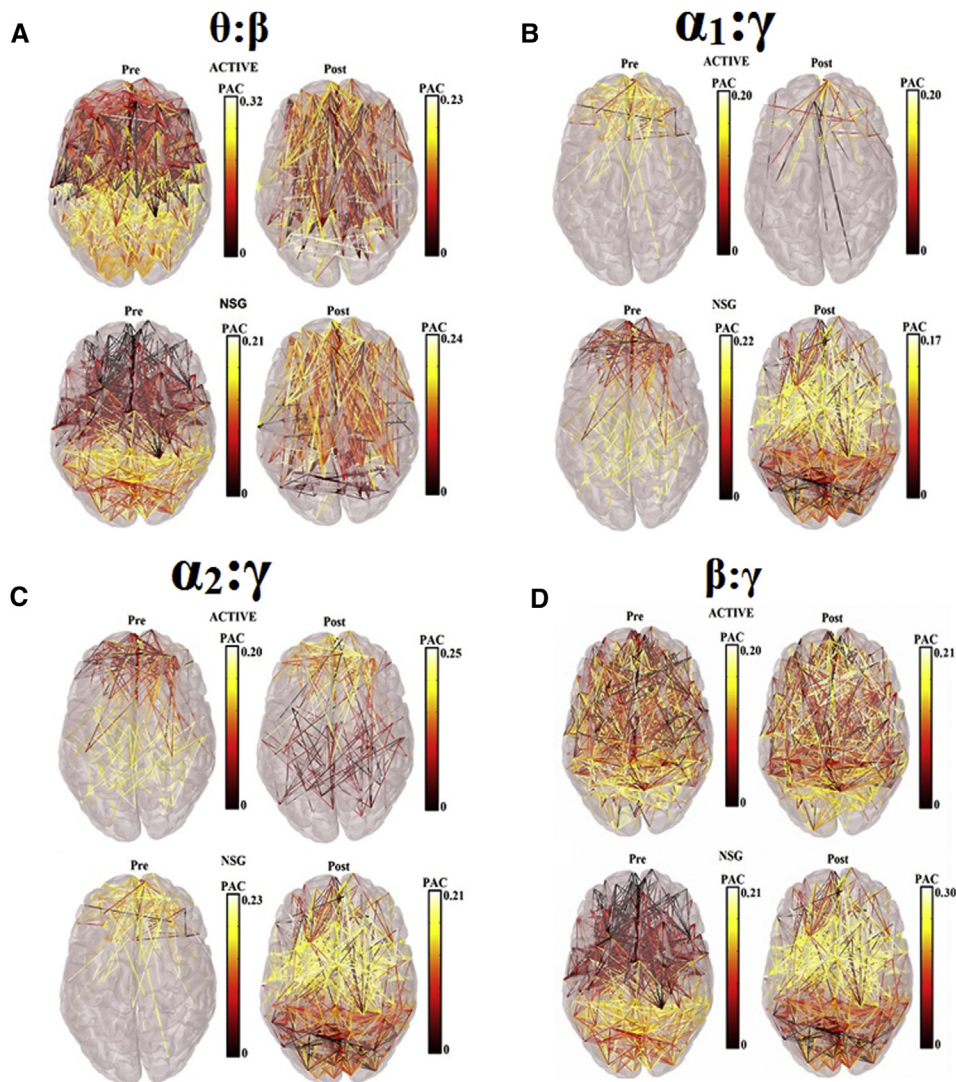 A
θ:β
Pre
ACTIVE
Post
PAC
0.32
0
PAC
0.23
0
Pre
NSG
Post
PAC
0.21
0
PAC
0.24
0
B
α1:γ
Pre
ACTIVE
Post
PAC
0.20
0
PAC
0.20
0
Pre
NSG
Post
PAC
0.22
0
PAC
0.17
0
C
α2:γ
Pre
ACTIVE
Post
PAC
0.20
0
PAC
0.25
0
Pre
NSG
Post
PAC
0.23
0
PAC
0.21
0
D
β:γ
Pre
ACTIVE
Post
PAC
0.20
0
PAC
0.21
0
Pre
NSG
Post
PAC
0.21
0
PAC
0.30
0